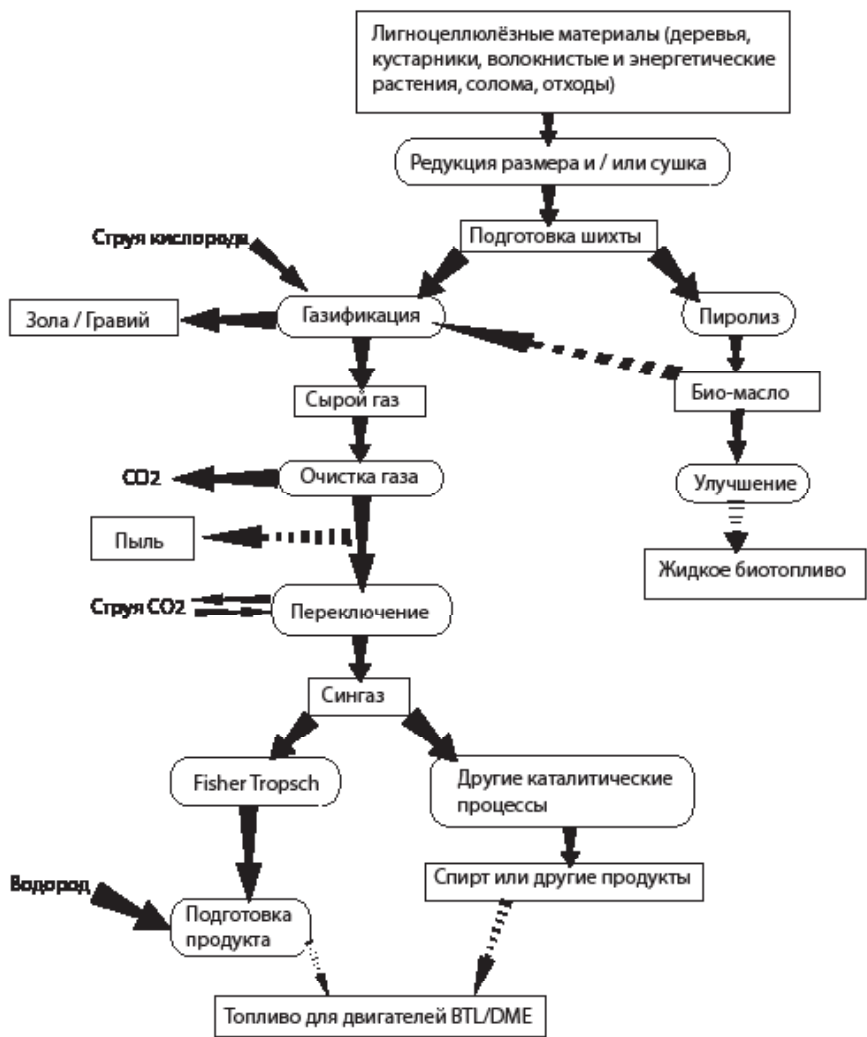 Лигноцеллюлёзные материалы (деревья,
кустарники, волокнистые и энергетические
растения, солома, отходы)
Редукция размера и / или сушка
Струя кислорода
Подготовка шихты
Зола / Гравий
Газификация
Пиролиз
Сырой газ
Био-масло
CO2
Очистка газа
Улучшение
Пыль
Жидкое биотопливо
Струя CO2
Переключение
Сингаз
Fisher Tropsch
Другие каталитические
процессы
Водород
Спирт или другие продукты
Подготовка
продукта
Топливо для двигателей BTL/DME